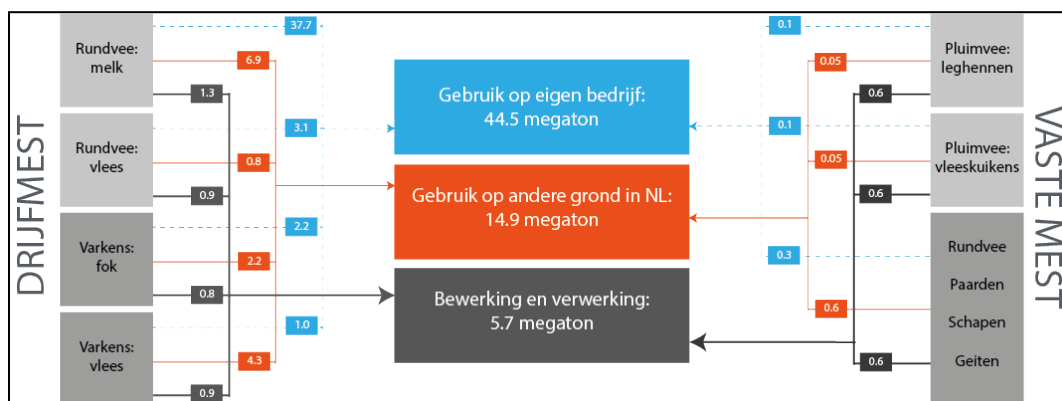 DRIJFMEST
Rundvee:
melk
Rundvee:
vlees
Varkens:
fok
Varkens:
vlees
37.7
6.9
1.3
3.1
0.8
0.9
2.2
2.2
0.8
1.0
4.3
0.9
Gebruik op eigen bedrijf:
44.5 megaton
Gebruik op andere grond in NL:
14.9 megaton
Bewerking en verwerking:
5.7 megaton
0.1
0.05
0.6
0.1
0.05
0.6
0.3
0.6
0.6
Pluimvee:
leghennen
Pluimvee:
vleeskuikens
Rundvee
Paarden
Schapen
Geiten
VASTE MEST